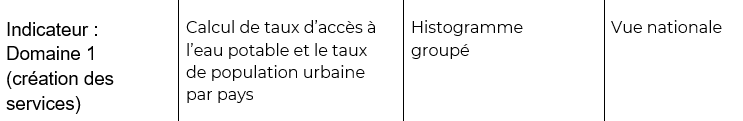 Indicateur :
Domaine 1
(création des
services)
Calcul de taux d’accès à
l’eau potable et le taux
de population urbaine
par pays
Histogramme
groupé
Vue nationale